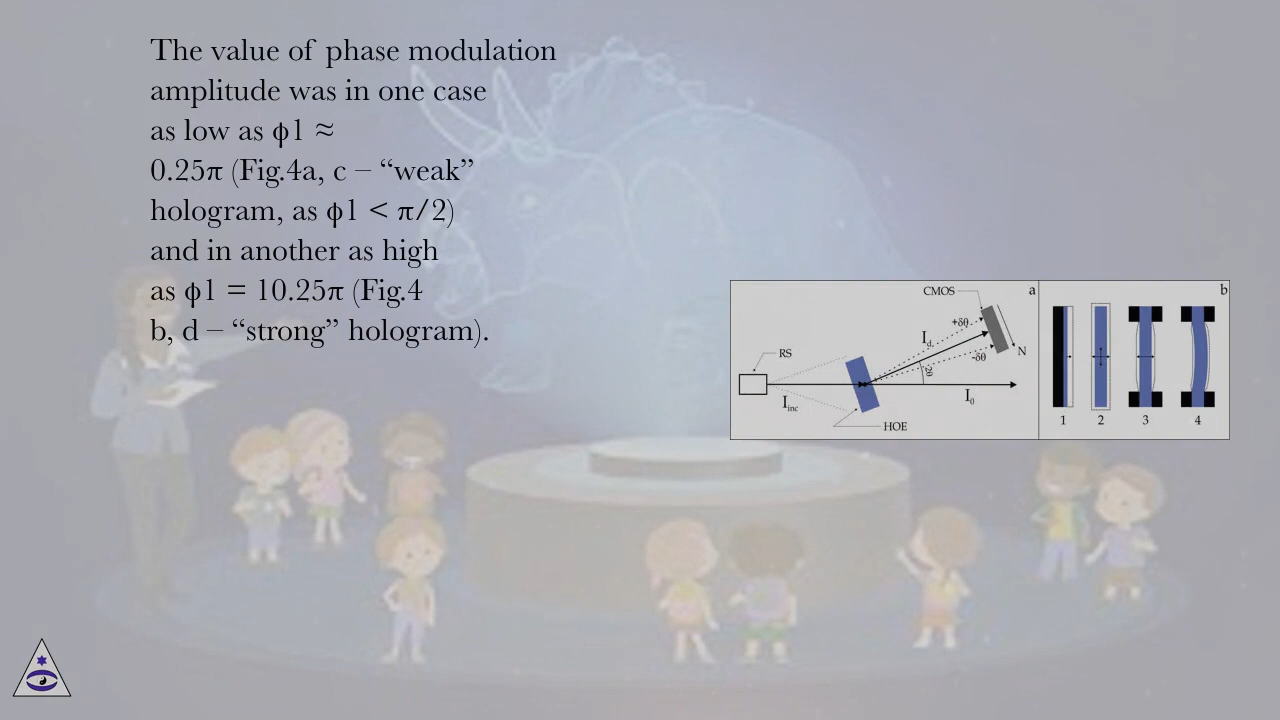 The value of phase modulation
amplitude was in one case
as low as ϕ1 ≈
0.25π (Fig.4a, c – “weak”
hologram, as ϕ1 < π/2)
and in another as high
as ϕ1 = 10.25π (Fig.4
b, d – “strong” hologram).
CMOS
a
b
+δθ
I_d
-δθ
N
RS
2θ
I_inc
I_0
HOE
1 2 3 4